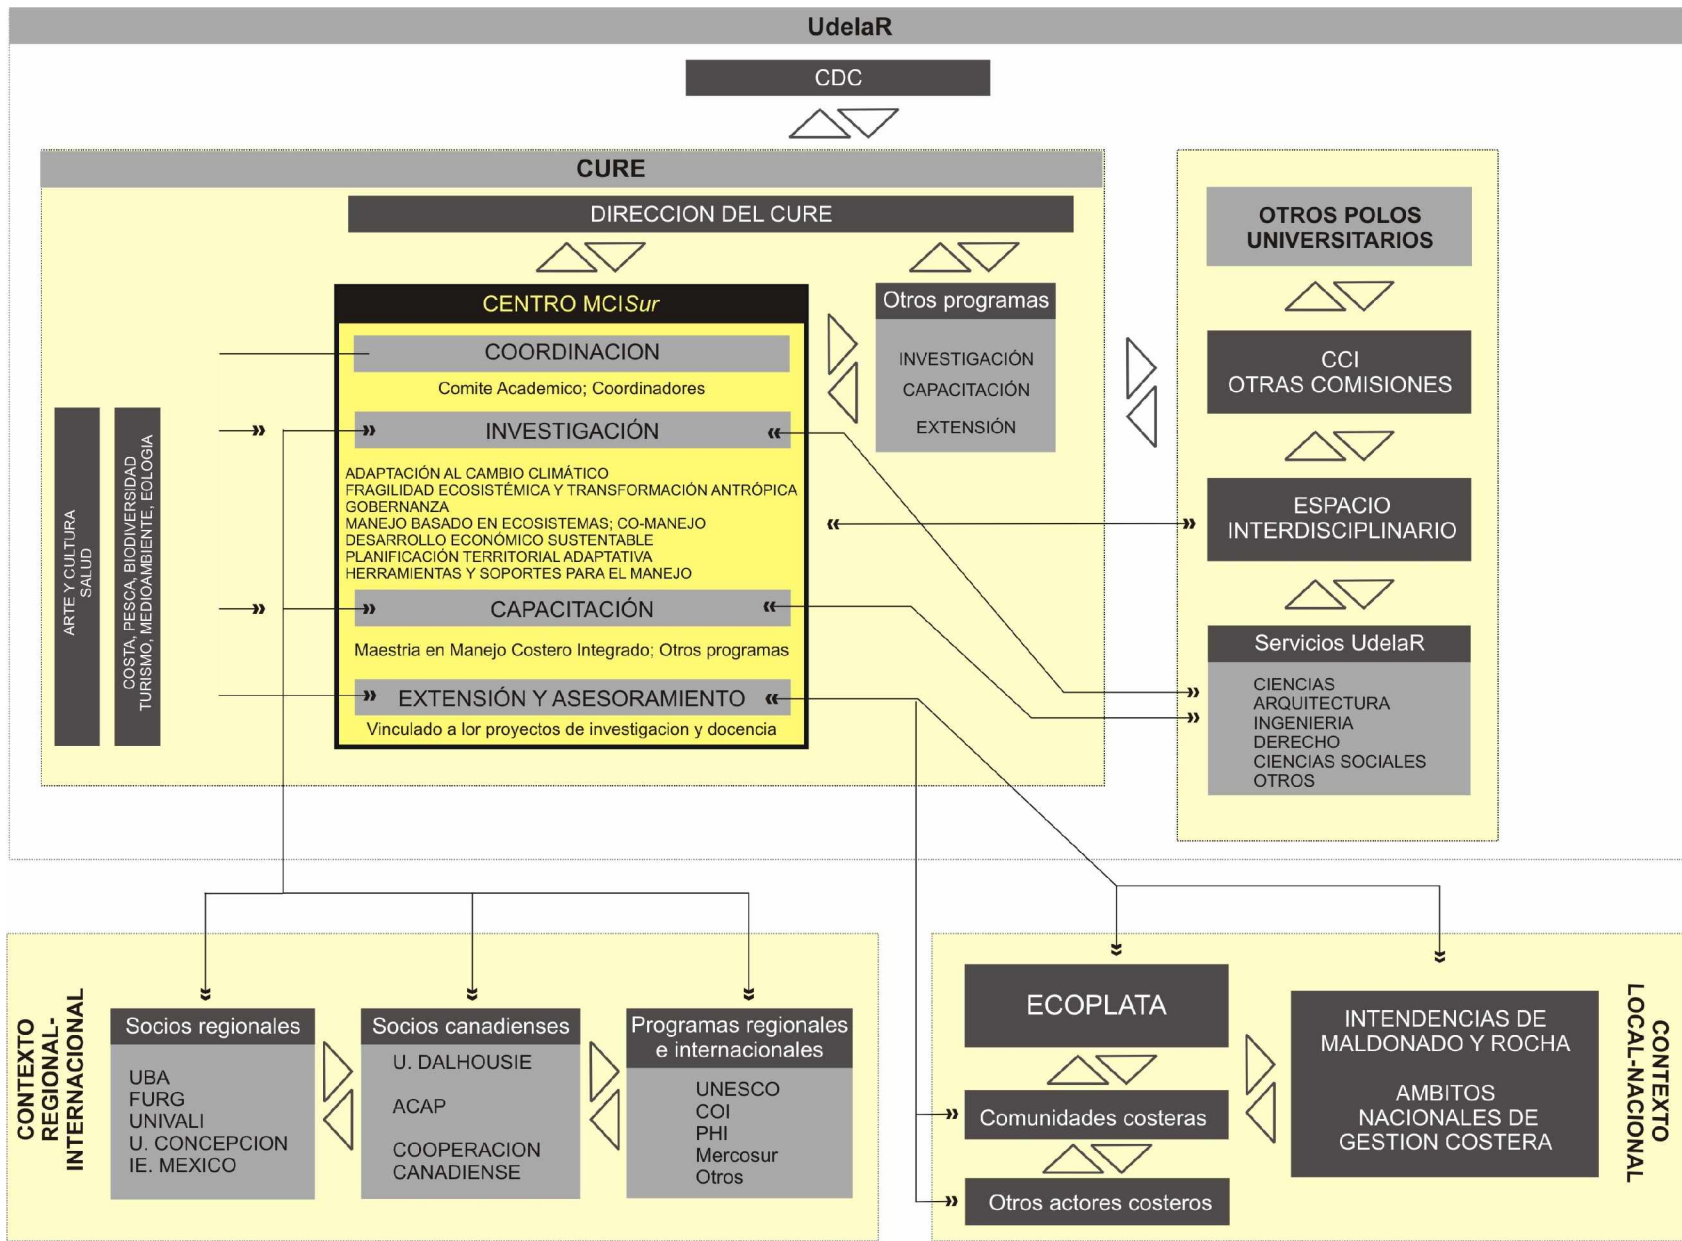 UdelaR
CDC
CURE
DIRECCION DEL CURE
CENTRO MCISur
COORDINACION
Comite Academico; Coordinadores
INVESTIGACIÓN
ADAPTACIÓN AL CAMBIO CLIMÁTICO
FRAGILIDAD ECOSISTÉMICA Y TRANSFORMACIÓN ANTRÓPICA
GOBERNANZA
MANEJO BASADO EN ECOSISTEMAS; CO-MANEJO
DESARROLLO ECONÓMICO SUSTENTABLE
PLANIFICACIÓN TERRITORIAL ADAPTATIVA
HERRAMIENTAS Y SOPORTES PARA EL MANEJO
CAPACITACIÓN
Maestria en Manejo Costero Integrado; Otros programas
EXTENSIÓN Y ASESORAMIENTO
Vinculado a lor proyectos de investigacion y docencia
ARTE Y CULTURA
SALUD
COSTA, PESCA, BIODIVERSIDAD
TURISMO, MEDIOAMBIENTE, EOLOGIA
Otros programas
INVESTIGACIÓN
CAPACITACIÓN
EXTENSIÓN
OTROS POLOS
UNIVERSITARIOS
CCI
OTRAS COMISIONES
ESPACIO
INTERDISCIPLINARIO
Servicios UdelaR
CIENCIAS
ARQUITECTURA
INGENIERIA
DERECHO
CIENCIAS SOCIALES
OTROS
CONTEXTO
REGIONAL-
INTERNACIONAL
Socios regionales
UBA
FURG
UNIVALI
U. CONCEPCION
IE. MEXICO
Socios canadienses
U. DALHOUSIE
ACAP
COOPERACION
CANADIENSE
Programas regionales
e internacionales
UNESCO
COI
PHI
Mercosur
Otros
ECOPLATA
Comunidades costeras
Otros actores costeros
INTENDENCIAS DE
MALDONADO Y ROCHA
AMBITOS
NACIONALES DE
GESTION COSTERA
CONTEXTO
LOCAL-NACIONAL